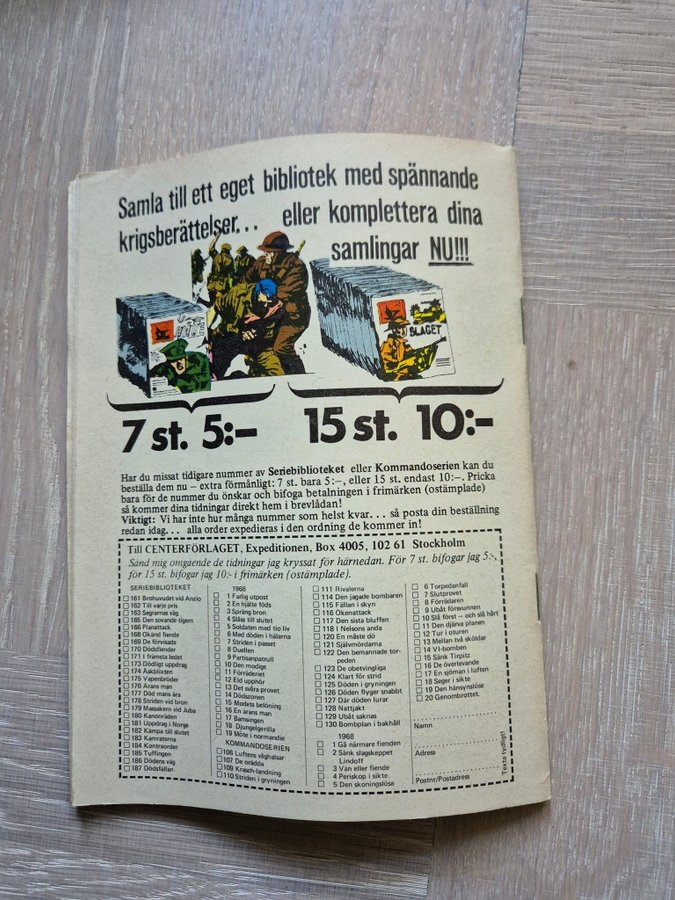 Samla till ett eget bibliotek med spännande
krigsberättelser... eller komplettera dina
samlingar NU!!!
SLAGET
7 st. 5:–
15 st. 10:–
Har du missat tidigare nummer av Seriebiblioteket eller Kommandoserien kan du
beställa dem nu – extra förmånligt: 7 st. bara 5:–, eller 15 st. endast 10:–. Pricka
bara för de nummer du önskar och bifoga betalningen i frimärken (ostämplade)
så kommer dina tidningar direkt hem i brevlådan!
Viktigt: Vi har inte hur många nummer som helst kvar... så posta din beställning
redan idag... alla order expedieras i den ordning de kommer in!
Till CENTERFÖRLAGET, Expeditionen, Box 4005, 102 61 Stockholm
Sänd mig omgående de tidningar jag kryssat för härnedan. För 7 st. bifogar jag 5:-,
för 15 st. bifogar jag 10:- i frimärken (ostämplade).
SERIEBIBLIOTEKET
161 Brohuvudet vid Anzio
162 Till varje pris
163 Segrarnas väg
165 Den sovande tigern
166 Planattack
168 Okänd fiende
169 De förvisade
170 Dödsfiender
171 I främsta ledet
173 Dödligt uppdrag
174 Askblixten
175 Vapenbröder
176 Ärans man
177 Död mans ära
178 Striden vid bron
179 Massakern vid Juba
180 Kanonräden
181 Uppdrag i Norge
182 Kämpa till slutet
183 Kamraterna
184 Kontraorder
185 Tuffingen
186 Dödens väg
187 Dödsfällan
1968
1 Farlig utpost
2 En hjälte föds
3 Spräng bron
4 Slåss till slutet
5 Soldaten med tio liv
6 Med döden i hälarna
7 Striden i passet
8 Duellen
9 Partisanpatrull
10 Den modige
11 Förräderiet
12 Eld upphör
13 Det svåra provet
14 Dödszonen
15 Modets belöning
16 En ärans man
17 Bamsingen
18 Djungelgerilla
19 Möte i normandie
KOMMANDOSERIEN
106 Luftens våghalsar
107 De orädda
109 Krasch-landning
110 Striden i gryningen
111 Rivalerna
114 Den jagade bombaren
115 Fällan i skyn
116 Okenattack
117 Den sista bluffen
118 I Nelsons anda
120 En måste dö
121 Självmördarna
122 Den bemannade tor-
peden
123 De obetvingliga
124 Klart för strid
125 Döden i gryningen
126 Döden flyger snabbt
127 Där döden lurar
128 Nattjakt
129 Ubåt saknas
130 Bombplan i bakhåll
1968
1 Gå närmare fienden
2 Sänk slagskeppet
Lindoff
3 Vän eller fiende
4 Periskop i sikte
5 Den skoningslösa
6 Torpedanfall
7 Slutprovet
8 Förrädaren
9 Ubåt försvunnen
10 Slå först – och slå hårt
11 Den djärva planen
12 Tur i oturen
13 Mellan två sköldar
14 V1-bomben
15 Sänk Tirpitz
16 De överlevande
17 En sjöman i luften
18 Seger i sikte
19 Den hänsynslöse
20 Genombrottet.
Namn
Adress
Postnr/Postadress
Texta tydligt!